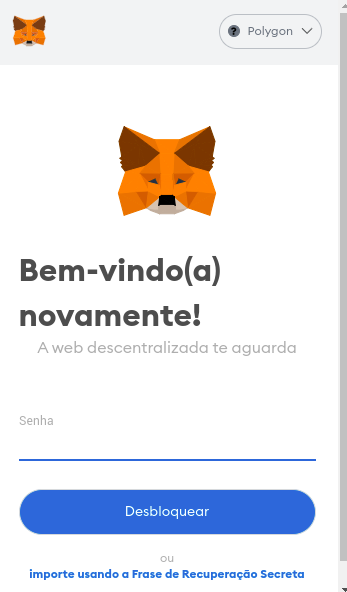 Polygon
Bem-vindo(a)
novamente!
A web descentralizada te aguarda
Senha
Desbloquear
ou
importe usando a Frase de Recuperação Secreta